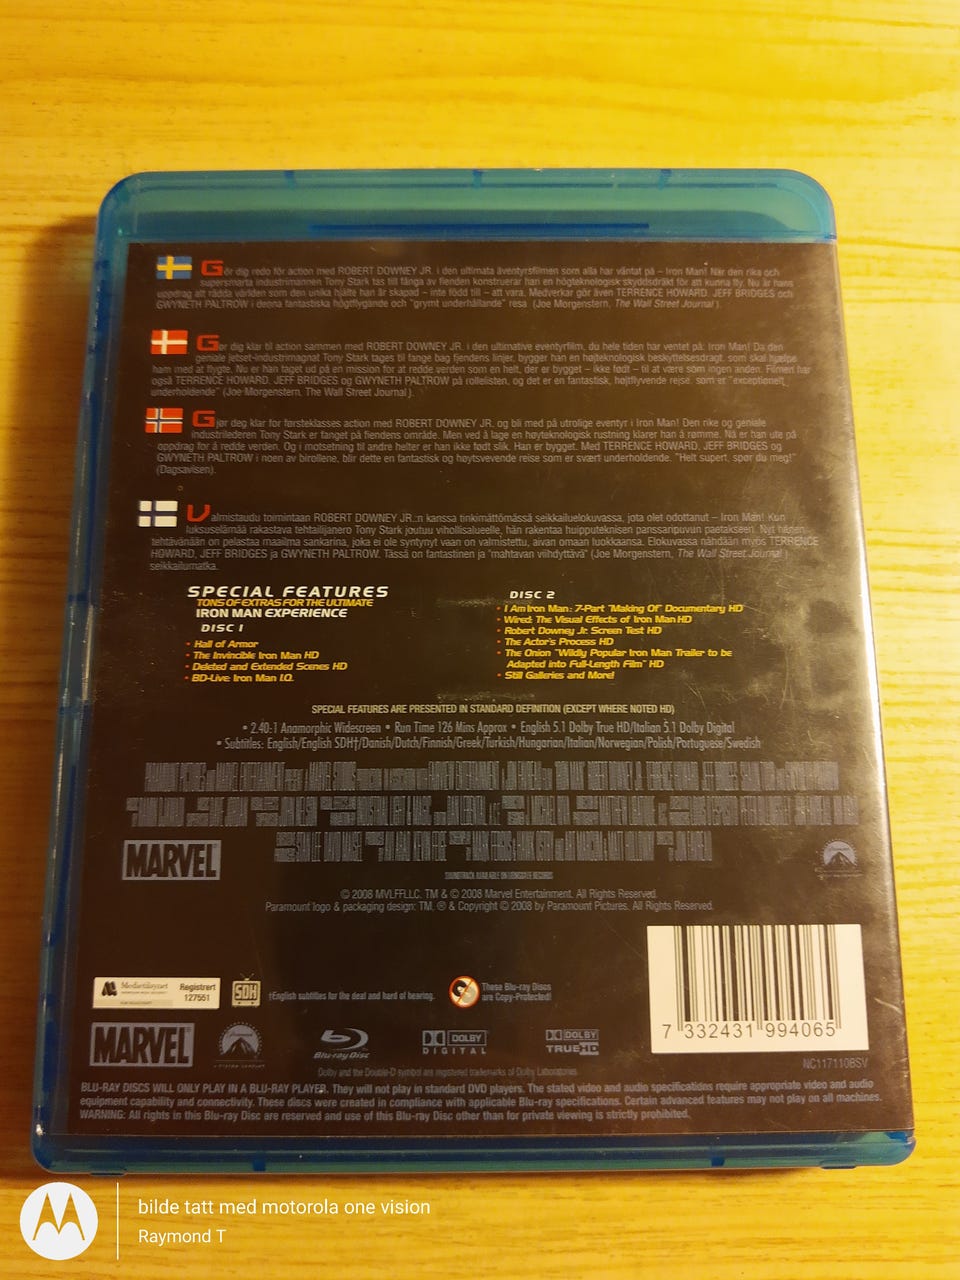 Gör dig redo för action med ROBERT DOWNEY JR. i den ultimata äventyrsfilmen som alla har väntat på – Iron Man! När den rika och
supersmarta industrimannen Tony Stark tas till fånga av fienden konstruerar han en högteknologisk skyddsdräkt för att kunna fly. Nu är hans
uppdrag att rädda världen som den unika hjälte han är skapad – inte född till – att vara. Medverkar gör även TERRENCE HOWARD, JEFF BRIDGES och
GWYNETH PALTROW i denna fantastiska högtflygande och "grymt underhållande" resa (Joe Morgenstern, The Wall Street Journal).
Gør dig klar til action sammen med ROBERT DOWNEY JR. i den ultimative eventyrfilm, du hele tiden har ventet på: Iron Man! Da den
geniale jetset-industrimagnat Tony Stark tages til fange bag fjendens linjer, bygger han en højteknologisk beskyttelsesdragt, som skal hjælpe
ham med at flygte. Nu er han taget ud på en mission for at redde verden som en helt, der er bygget – ikke født – til at være som ingen anden. Filmen har
også TERRENCE HOWARD, JEFF BRIDGES og GWYNETH PALTROW på rollelisten, og det er en fantastisk, højtflyvende rejse, som er "exceptionelt
underholdende" (Joe Morgenstern, The Wall Street Journal).
Gjør deg klar for førsteklasses action med ROBERT DOWNEY JR. og bli med på utrolige eventyr i Iron Man! Den rike og geniale
industrilederen Tony Stark er fanget på fiendens område. Men ved å lage en høyteknologisk rustning klarer han å rømme. Nå er han ute på
oppdrag for å redde verden. Og i motsetning til andre helter er han ikke født slik. Han er bygget. Med TERRENCE HOWARD, JEFF BRIDGES og
GWYNETH PALTROW i noen av birollene, blir dette en fantastisk og høytsvevende reise som er svært underholdende. "Helt supert, spør du meg!"
(Dagsavisen).
Valmistaudu toimintaan ROBERT DOWNEY JR.:n kanssa tinkimättömässä seikkailuelokuvassa, jota olet odottanut – Iron Man! Kun
luksuselämää rakastava tehtailijanero Tony Stark joutuu vihollisalueelle, hän rakentaa huipputeknisen panssaripuvun paetakseen. Nyt hänen
tehtävänään on pelastaa maailma sankarina, joka ei ole syntynyt vaan on valmistettu, aivan omaan luokkaansa. Elokuvassa nähdään myös TERRENCE
HOWARD, JEFF BRIDGES ja GWYNETH PALTROW. Tässä on fantastinen ja "mahtavan viihdyttävä" (Joe Morgenstern, The Wall Street Journal)
seikkailumatka.
SPECIAL FEATURES
TONS OF EXTRAS FOR THE ULTIMATE
IRON MAN EXPERIENCE
DISC 1
• Hall of Armor
• The Invincible Iron Man HD
• Deleted and Extended Scenes HD
• BD-Live: Iron Man I.Q.
DISC 2
• I Am Iron Man: 7-Part "Making Of" Documentary HD
• Wired: The Visual Effects of Iron Man HD
• Robert Downey Jr. Screen Test HD
• The Actor's Process HD
• The Onion "Wildly Popular Iron Man Trailer to be
Adapted into Full-Length Film" HD
• Still Galleries and More!
SPECIAL FEATURES ARE PRESENTED IN STANDARD DEFINITION (EXCEPT WHERE NOTED HD)
• 2.40:1 Anamorphic Widescreen • Run Time 126 Mins Approx • English 5.1 Dolby True HD/Italian 5.1 Dolby Digital
• Subtitles: English/English SDH†/Danish/Dutch/Finnish/Greek/Turkish/Hungarian/Italian/Norwegian/Polish/Portuguese/Swedish
MARVEL
SOUNDTRACK AVAILABLE ON LIONSGATE RECORDS
© 2008 MVLFFLLC. TM & © 2008 Marvel Entertainment. All Rights Reserved.
Paramount logo & packaging design: TM, ® & Copyright © 2008 by Paramount Pictures. All Rights Reserved.
Medietilsynet
Registrert
127551
SDH
†English subtitles for the deaf and hard of hearing.
These Blu-ray Discs
are Copy-Protected!
MARVEL
Blu-ray Disc
DOLBY
DIGITAL
DOLBY
TRUEHD
7 332431 994065
NC117110BSV
Dolby and the Double-D symbol are registered trademarks of Dolby Laboratories
BLU-RAY DISCS WILL ONLY PLAY IN A BLU-RAY PLAYER. They will not play in standard DVD players. The stated video and audio specifications require appropriate video and audio
equipment capability and connectivity. These discs were created in compliance with applicable Blu-ray specifications. Certain advanced features may not play on all machines.
WARNING: All rights in this Blu-ray Disc are reserved and use of this Blu-ray Disc other than for private viewing is strictly prohibited.
bilde tatt med motorola one vision
Raymond T